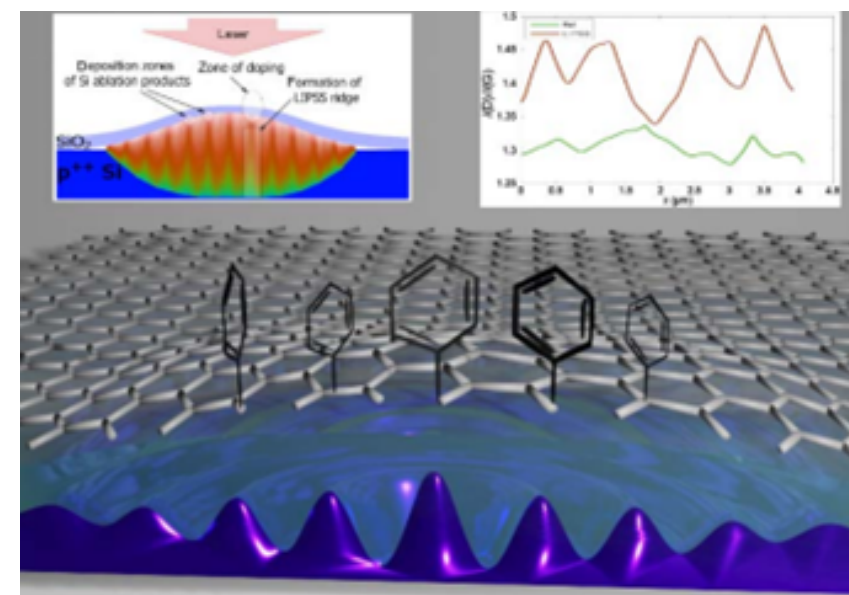 Laser
Deposition zones
of Si ablation products
Zone of doping
Formation of
LIPSS ridge
SiO₂
p⁺⁺ Si
I(D)/I(G)
1.5
1.45
1.4
1.35
1.3
1.25
0 0.5 1 1.5 2 2.5 3 3.5 4 4.5
r (μm)